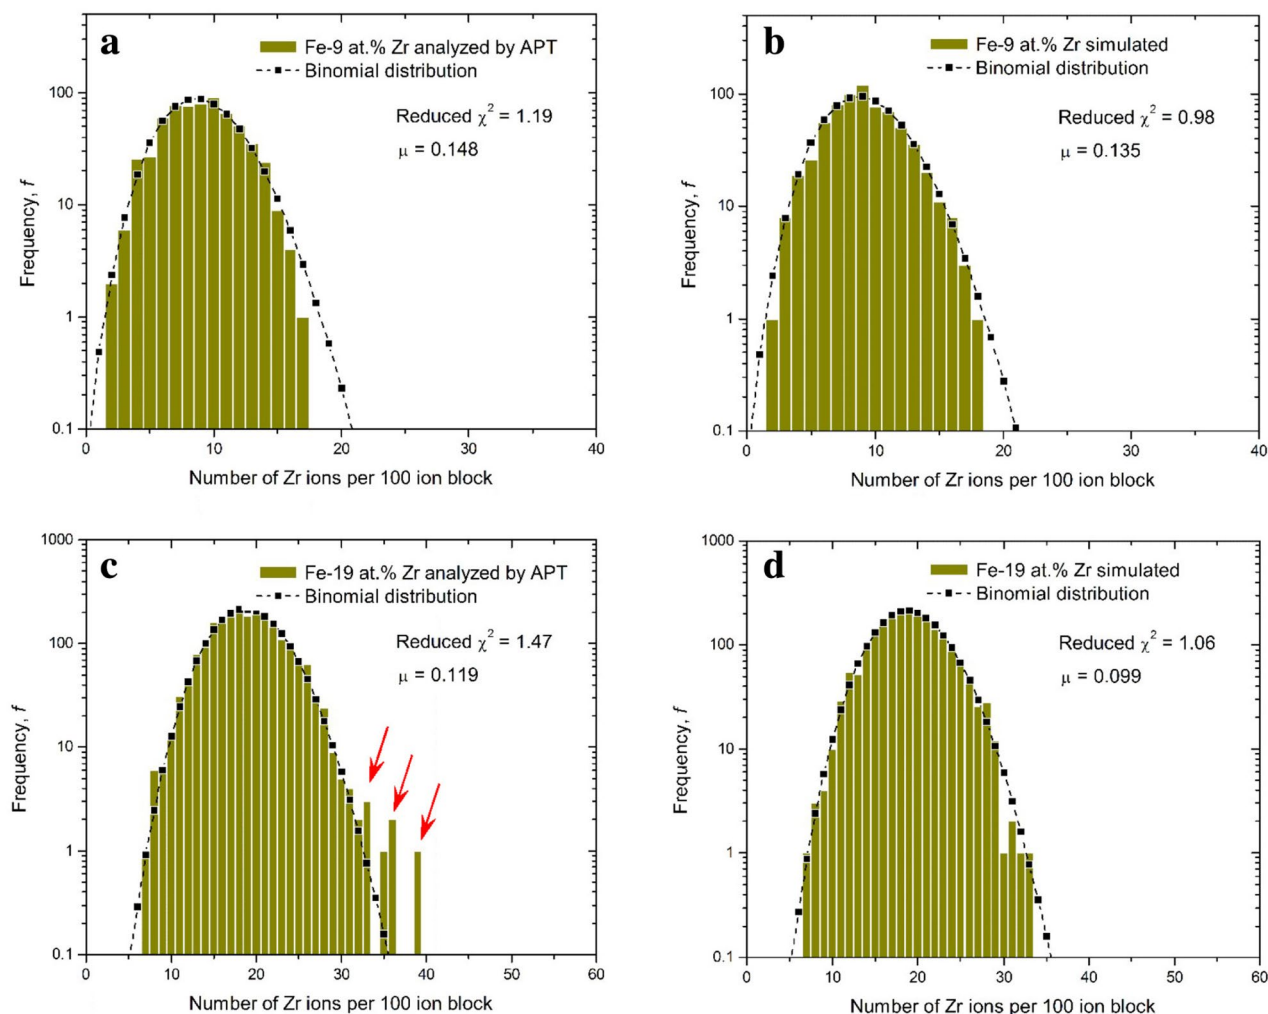 a
Fe-9 at.% Zr analyzed by APT
Binomial distribution
Reduced χ² = 1.19
μ = 0.148
Frequency, f
100
10
1
0.1
0
10
20
30
40
Number of Zr ions per 100 ion block
b
Fe-9 at.% Zr simulated
Binomial distribution
Reduced χ² = 0.98
μ = 0.135
Frequency, f
100
10
1
0.1
0
10
20
30
40
Number of Zr ions per 100 ion block
c
Fe-19 at.% Zr analyzed by APT
Binomial distribution
Reduced χ² = 1.47
μ = 0.119
Frequency, f
1000
100
10
1
0.1
0
10
20
30
40
50
60
Number of Zr ions per 100 ion block
d
Fe-19 at.% Zr simulated
Binomial distribution
Reduced χ² = 1.06
μ = 0.099
Frequency, f
1000
100
10
1
0.1
0
10
20
30
40
50
60
Number of Zr ions per 100 ion block